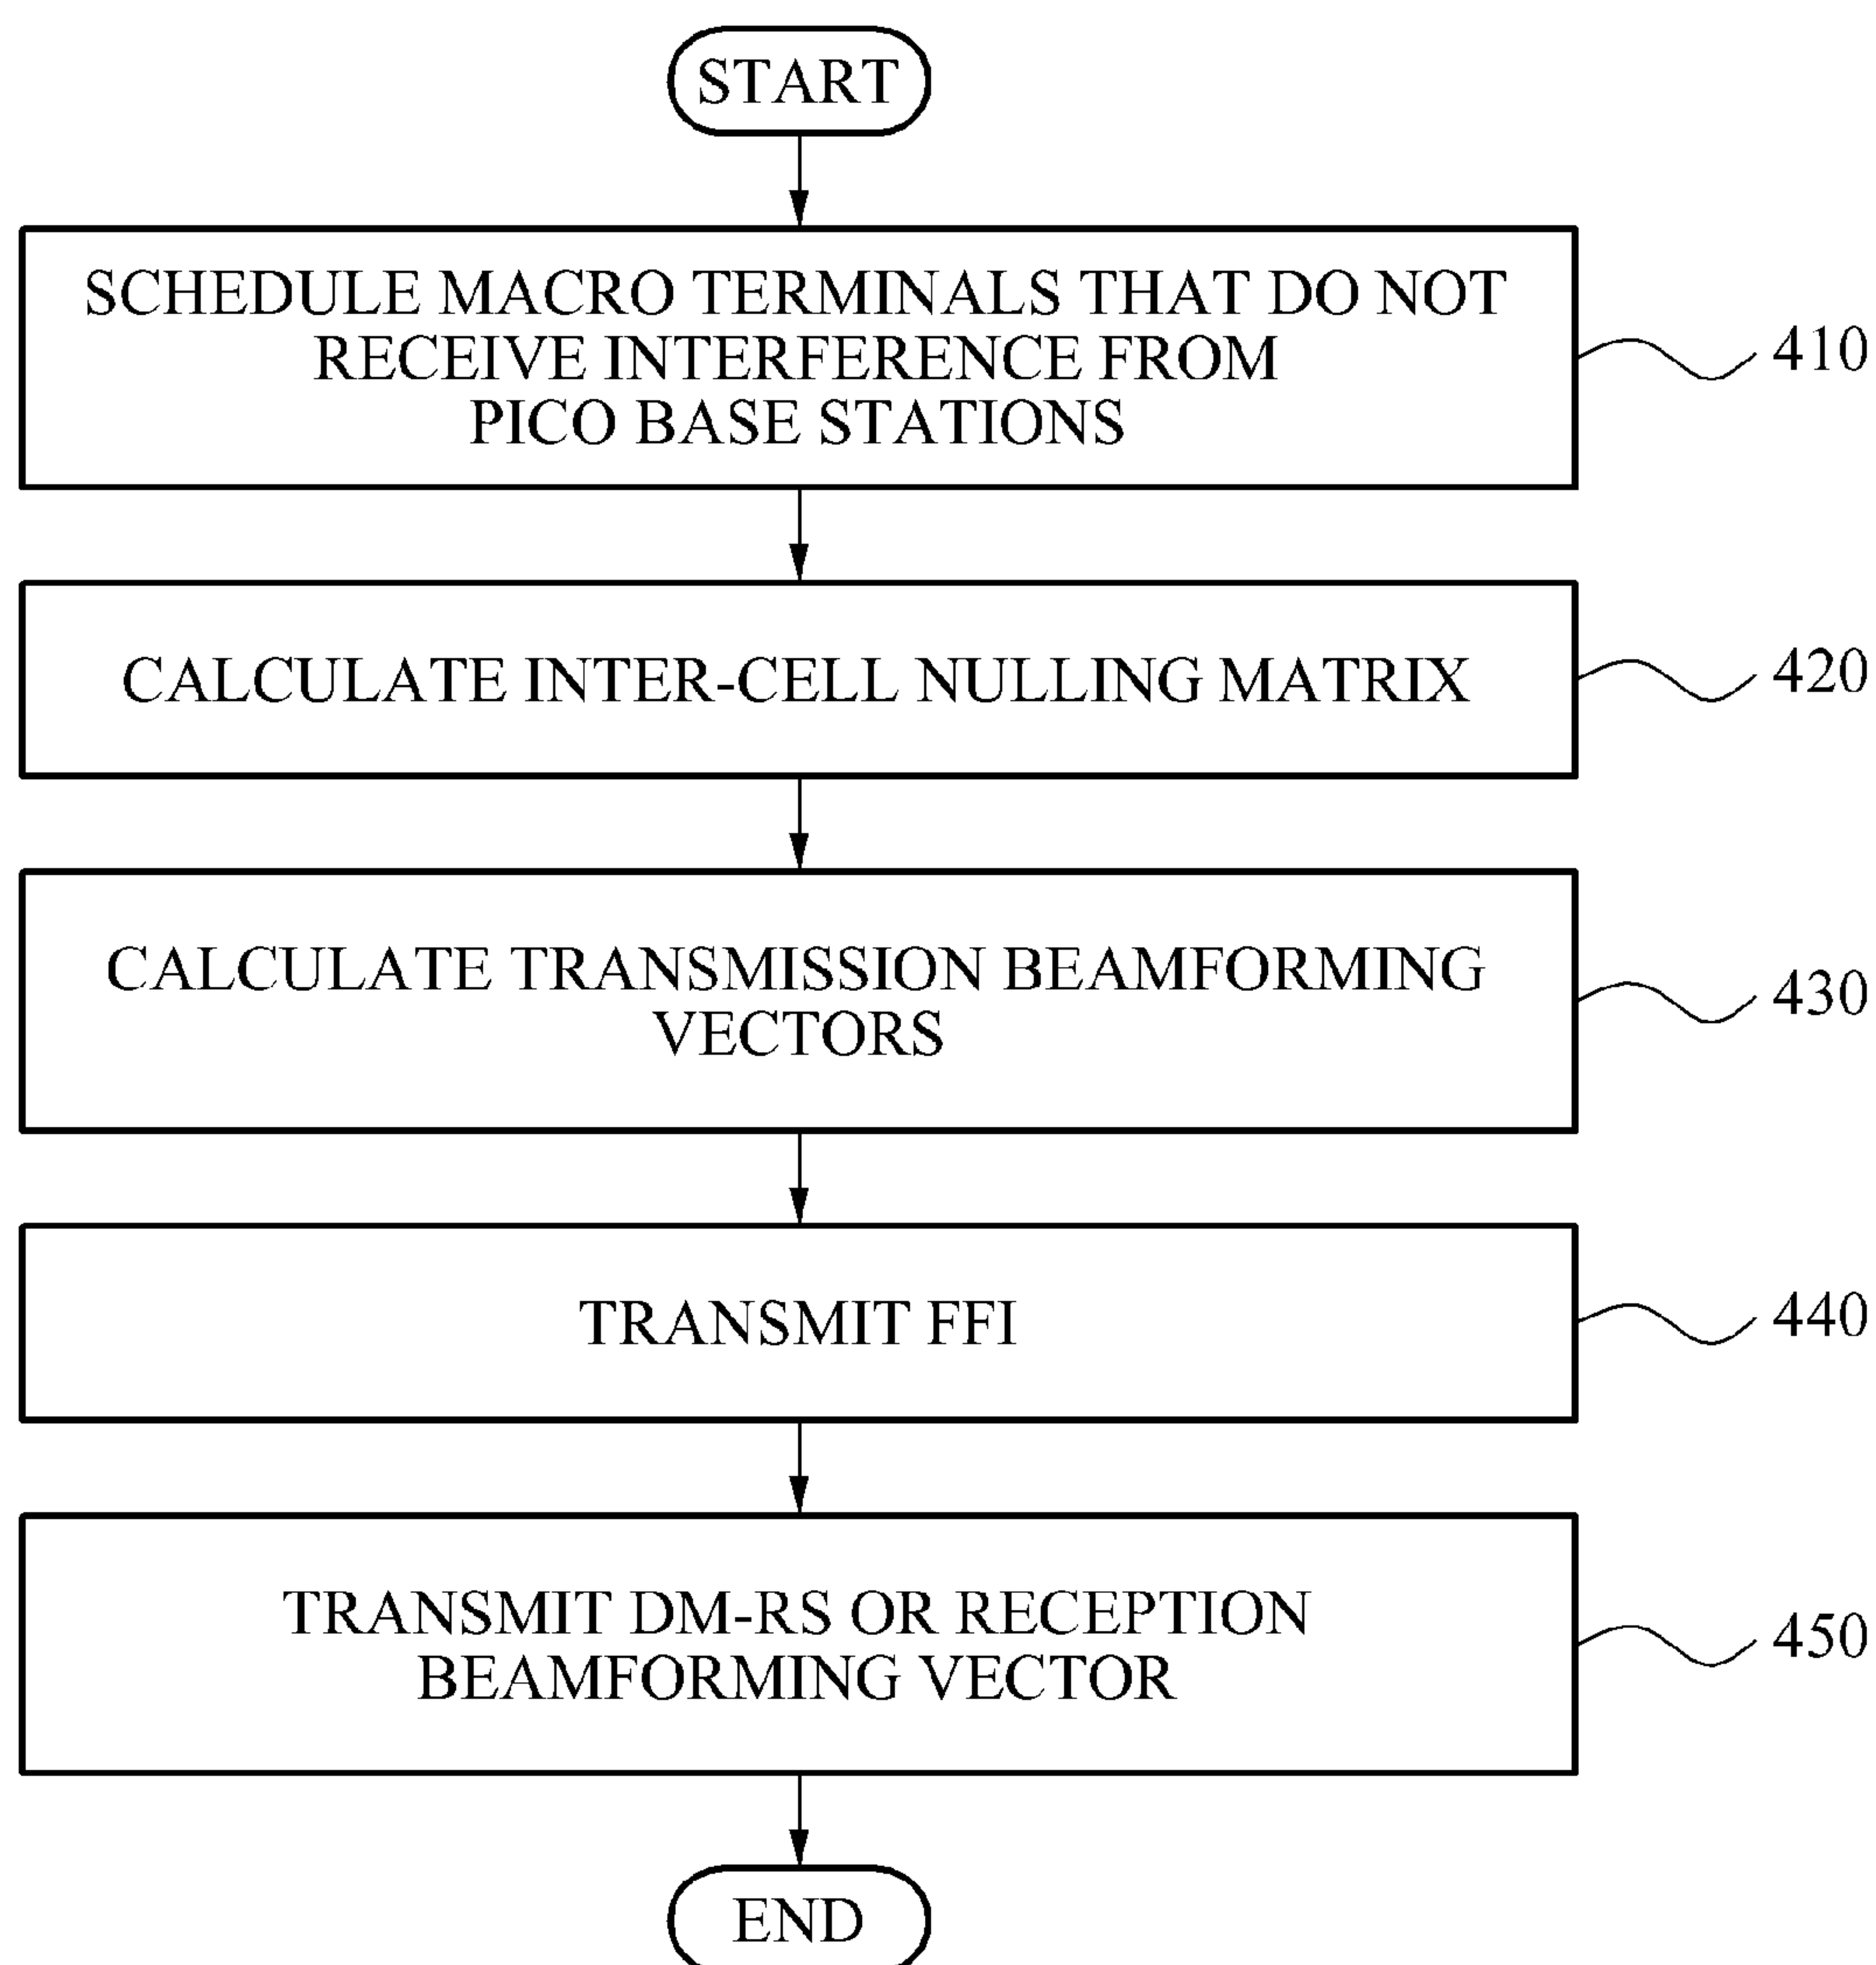 START
SCHEDULE MACRO TERMINALS THAT DO NOT
RECEIVE INTERFERENCE FROM
PICO BASE STATIONS
410
CALCULATE INTER-CELL NULLING MATRIX
420
CALCULATE TRANSMISSION BEAMFORMING
VECTORS
430
TRANSMIT FFI
440
TRANSMIT DM-RS OR RECEPTION
BEAMFORMING VECTOR
450
END